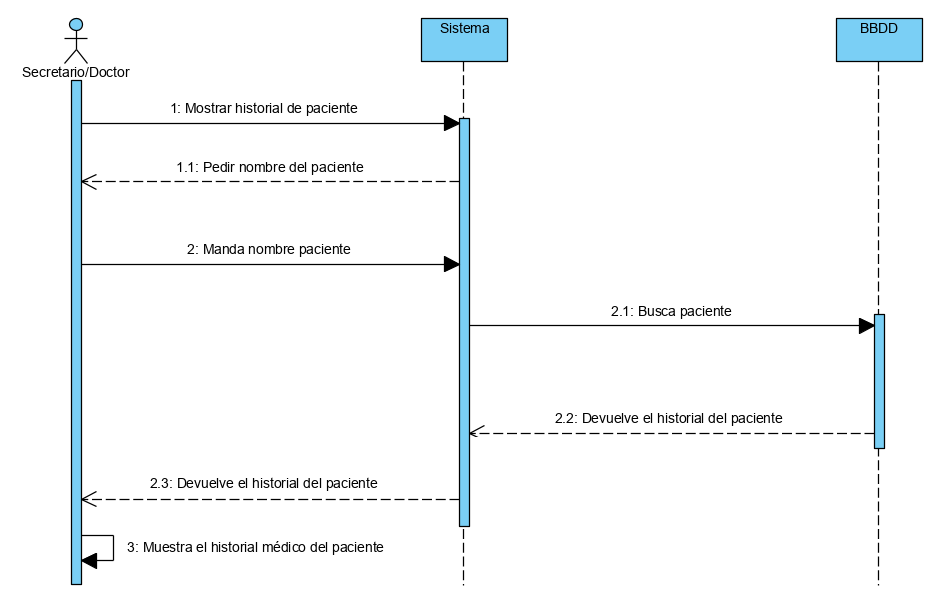 Sistema
BBDD
Secretario/Doctor
1: Mostrar historial de paciente
1.1: Pedir nombre del paciente
2: Manda nombre paciente
2.1: Busca paciente
2.2: Devuelve el historial del paciente
2.3: Devuelve el historial del paciente
3: Muestra el historial médico del paciente